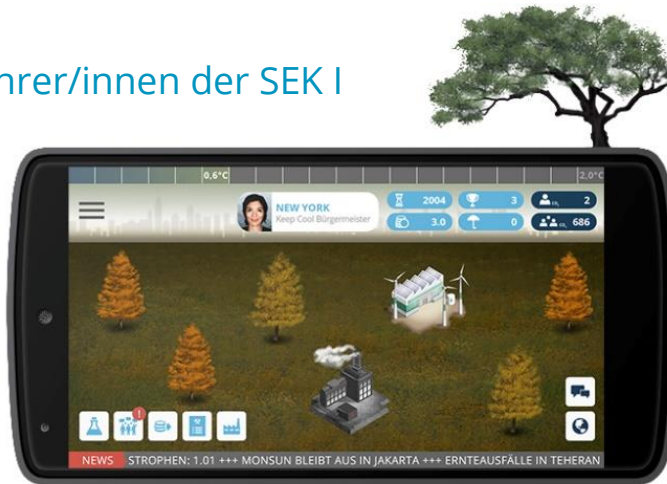 hrer/innen der SEK I
0,6°C
2,0°C
NEW YORK
Keep Cool Bürgermeister
2004
3
2
3.0
0
686
NEWS STROPHEN: 1.01 +++ MONSUN BLEIBT AUS IN JAKARTA +++ ERNTEAUSFÄLLE IN TEHERAN